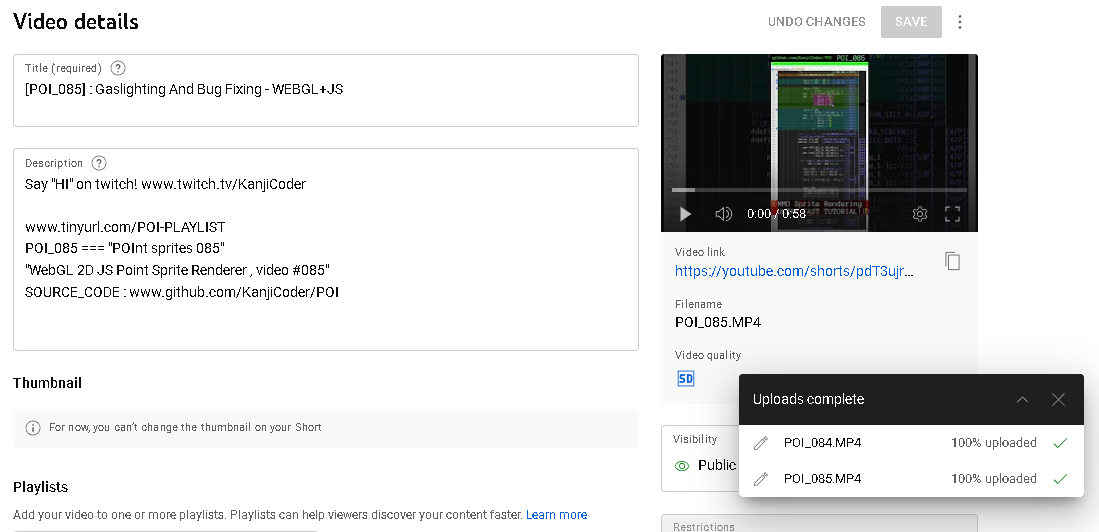 Video details
UNDO CHANGES
SAVE
Title (required)
[POI_085] : Gaslighting And Bug Fixing - WEBGL+JS
Description
Say "HI" on twitch! www.twitch.tv/KanjiCoder
www.tinyurl.com/POI-PLAYLIST
POI_085 === "POInt sprites 085"
"WebGL 2D JS Point Sprite Renderer , video #085"
SOURCE_CODE : www.github.com/KanjiCoder/POI
Thumbnail
For now, you can't change the thumbnail on your Short
Playlists
Add your video to one or more playlists. Playlists can help viewers discover your content faster. Learn more
POI_085
MMO Sprite Rendering
0:00 / 0:58
Video link
https://youtube.com/shorts/pdT3ujr...
Filename
POI_085.MP4
Video quality
SD
Visibility
Public
Restrictions
Uploads complete
POI_084.MP4 100% uploaded
POI_085.MP4 100% uploaded